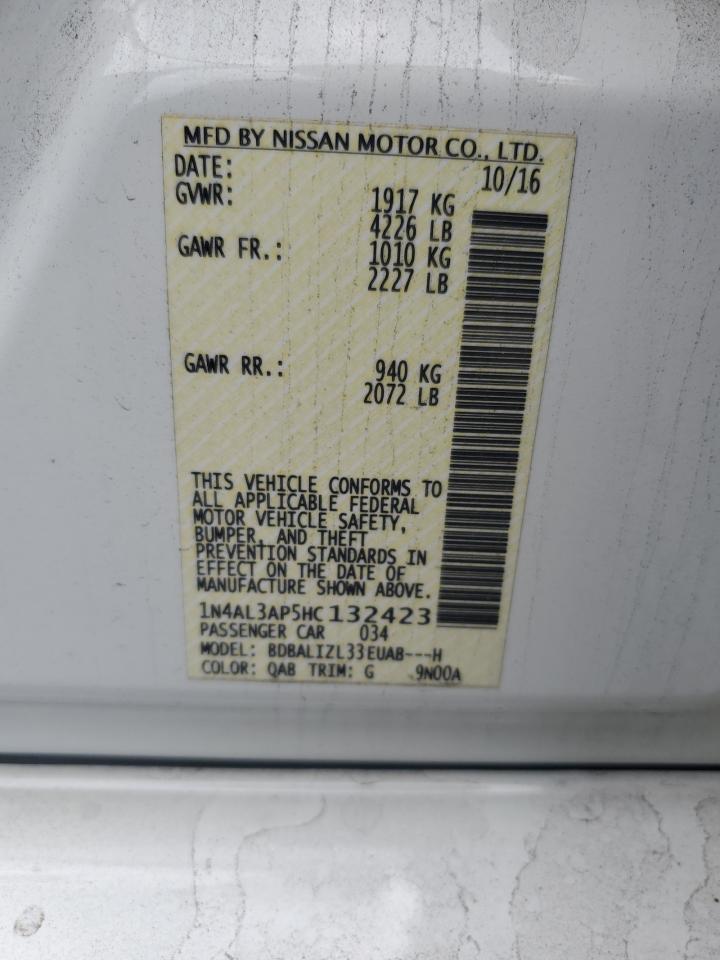 MFD BY NISSAN MOTOR CO., LTD.
DATE: 10/16
GVWR: 1917 KG
4226 LB
GAWR FR.: 1010 KG
2227 LB
GAWR RR.: 940 KG
2072 LB
THIS VEHICLE CONFORMS TO
ALL APPLICABLE FEDERAL
MOTOR VEHICLE SAFETY,
BUMPER, AND THEFT
PREVENTION STANDARDS IN
EFFECT ON THE DATE OF
MANUFACTURE SHOWN ABOVE.
1N4AL3AP5HC132423
PASSENGER CAR 034
MODEL: BDBALIZL33EUAB---H
COLOR: QAB TRIM: G 9N00A